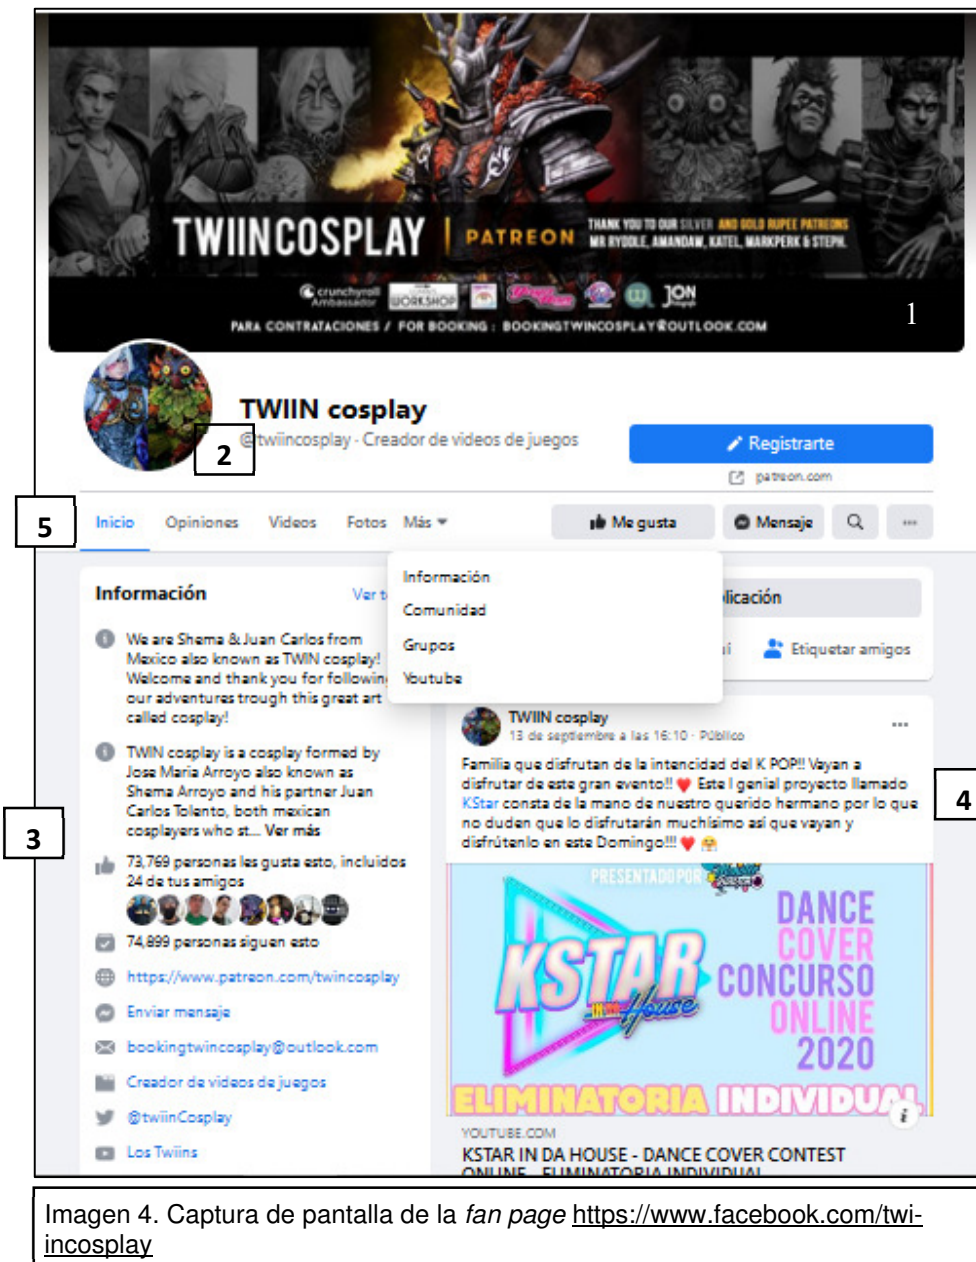 TWIINCOSPLAY | PATREON
THANK YOU TO OUR SILVER AND GOLD RUPEE PATREONS
MR RYDDLE, AMANDAW, KATEL, MARKPERK & STEPH.
crunchyroll
Ambassador
WORKSHOP
JON
PARA CONTRATACIONES / FOR BOOKING : BOOKINGTWINCOSPLAY@OUTLOOK.COM
1
TWIIN cosplay
@twiincosplay · Creador de videos de juegos
2
Registrarte
patreon.com
5
Inicio Opiniones Videos Fotos Más
Me gusta Mensaje
Información
Comunidad
Grupos
Youtube
Información
Ver t
We are Shema & Juan Carlos from
Mexico also known as TWIN cosplay!
Welcome and thank you for followin
our adventures trough this great art
called cosplay!
TWIN cosplay is a cosplay formed by
Jose Maria Arroyo also known as
Shema Arroyo and his partner Juan
Carlos Tolento, both mexican
cosplayers who st... Ver más
3
73,769 personas les gusta esto, incluidos
24 de tus amigos
74,899 personas siguen esto
https://www.patreon.com/twincosplay
Enviar mensaje
bookingtwincosplay@outlook.com
Creador de videos de juegos
@twiinCosplay
Los Twiins
licación
uí Etiquetar amigos
TWIIN cosplay
13 de septiembre a las 16:10 · Público
Familia que disfrutan de la intencidad del K POP!! Vayan a
disfrutar de este gran evento!! ❤️ Este l genial proyecto llamado
KStar consta de la mano de nuestro querido hermano por lo que
no duden que lo disfrutarán muchísimo así que vayan y
disfrútenlo en este Domingo!!! ❤️ 🤗
4
PRESENTADO POR
KSTAR
IN DA House
DANCE
COVER
CONCURSO
ONLINE
2020
ELIMINATORIA INDIVIDUAL
YOUTUBE.COM
KSTAR IN DA HOUSE - DANCE COVER CONTEST
ONLINE - ELIMINATORIA INDIVIDUAL
Imagen 4. Captura de pantalla de la fan page https://www.facebook.com/twi-
incosplay